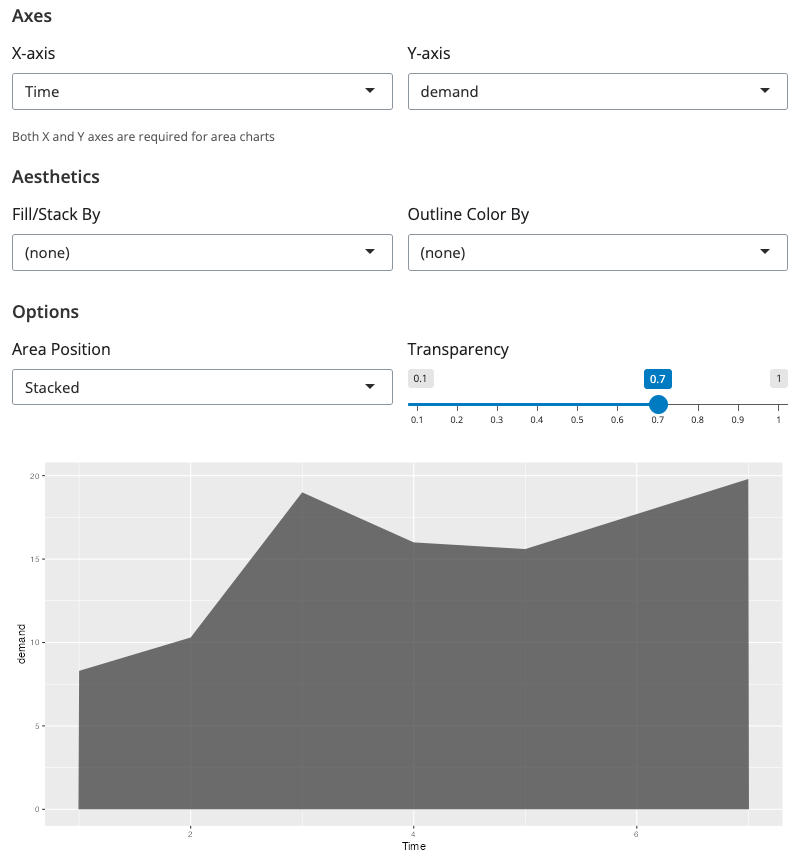 Axes
X-axis Y-axis
Time demand
Both X and Y axes are required for area charts
Aesthetics
Fill/Stack By Outline Color By
(none) (none)
Options
Area Position Transparency
Stacked 0.1 0.7 1
0.1 0.2 0.3 0.4 0.5 0.6 0.7 0.8 0.9 1
20
15
10
5
0
demand
2 4 6
Time